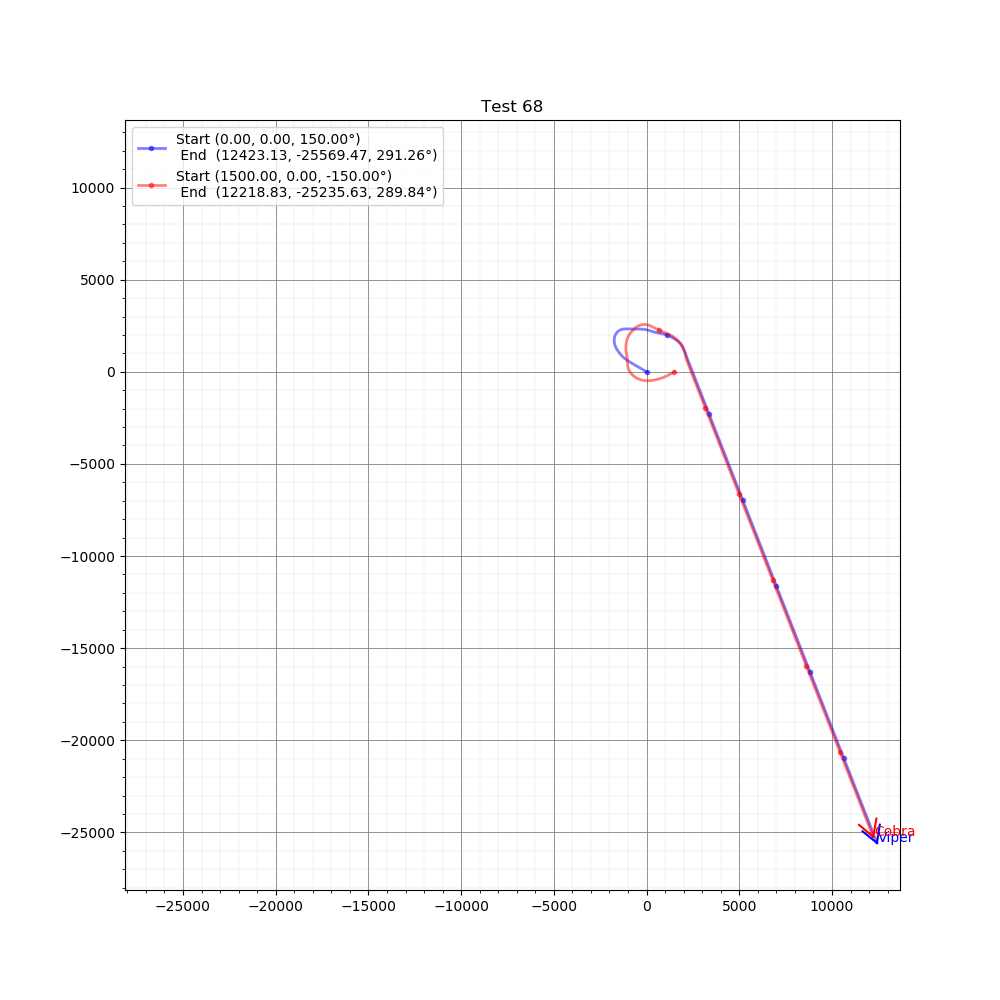 Test 68
Start (0.00, 0.00, 150.00°)
End  (12423.13, -25569.47, 291.26°)
Start (1500.00, 0.00, -150.00°)
End  (12218.83, -25235.63, 289.84°)
10000
5000
0
−5000
−10000
−15000
−20000
−25000
Cobra
Viper
−25000 −20000 −15000 −10000 −5000 0 5000 10000